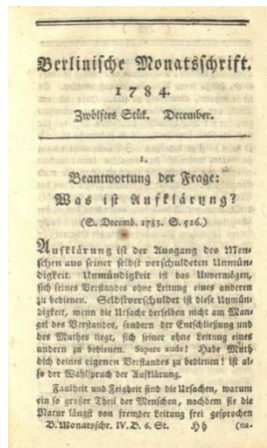 Berlinische Monatsschrift.
1784.
Zwölftes Stük. December.
1.
Beantwortung der Frage:
Was ist Aufklärung?
(S. Decemb. 1783. S. 516.)
Aufklärung ist der Ausgang des Men-
schen aus seiner selbst verschuldeten Unmün-
digkeit. Unmündigkeit ist das Unvermögen,
sich seines Verstandes ohne Leitung eines anderen
zu bedienen. Selbstverschuldet ist diese Unmün-
digkeit, wenn die Ursache derselben nicht am Man-
gel des Verstandes, sondern der Entschließung und
des Muthes liegt, sich seiner ohne Leitung eines
andern zu bedienen. Sapere aude! Habe Muth
dich deines eigenen Verstandes zu bedienen! ist al-
so der Wahlspruch der Aufklärung.
Faulheit und Feigheit sind die Ursachen, warum
ein so großer Theil der Menschen, nachdem sie die
Natur längst von fremder Leitung frei gesprochen
B. Monatsschr. IV. B. 6. St. Hh (na-